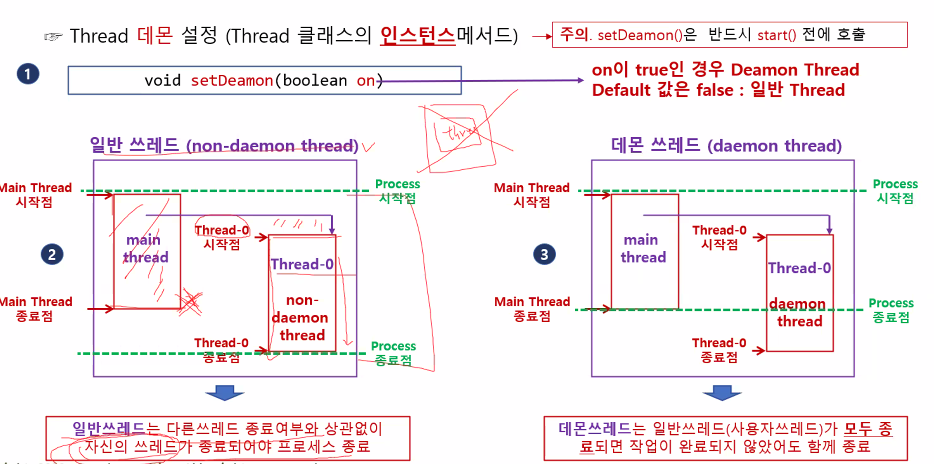 ☞ Thread 데몬 설정 (Thread 클래스의 인스턴스메서드)
주의. setDeamon()은 반드시 start() 전에 호출
1
void setDeamon(boolean on)
on이 true인 경우 Deamon Thread
Default 값은 false : 일반 Thread
일반 쓰레드 (non-daemon thread)
Main Thread
시작점
Process
시작점
main
thread
Thread-0
시작점
2
Thread-0
non-
daemon
thread
Main Thread
종료점
Thread-0
종료점
Process
종료점
일반쓰레드는 다른쓰레드 종료여부와 상관없이
자신의 쓰레드가 종료되어야 프로세스 종료
데몬 쓰레드 (daemon thread)
Main Thread
시작점
Process
시작점
main
thread
Thread-0
시작점
3
Thread-0
daemon
thread
Main Thread
종료점
Process
종료점
Thread-0
종료점
데몬쓰레드는 일반쓰레드(사용자쓰레드)가 모두 종
료되면 작업이 완료되지 않았어도 함께 종료